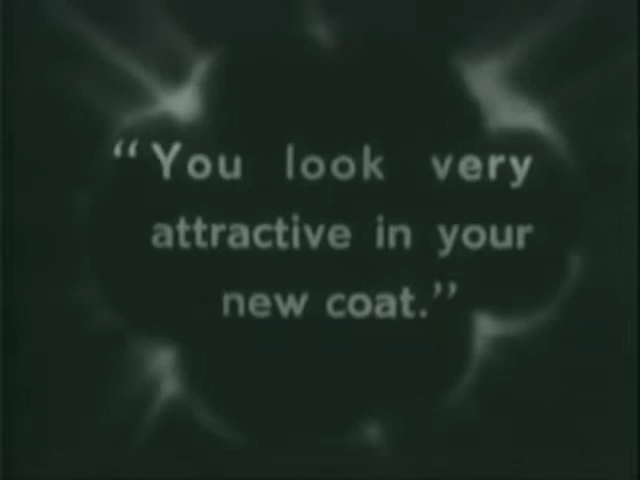 “You look very
attractive in your
new coat.”